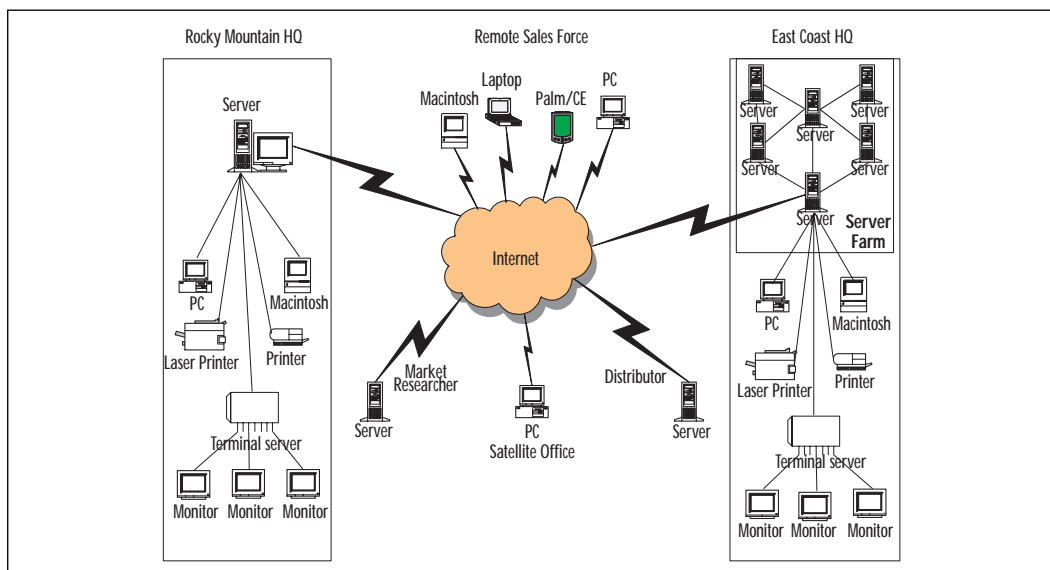 Rocky Mountain HQ
Remote Sales Force
East Coast HQ
Server
Macintosh
Laptop
Palm/CE
PC
Server
Server
Server
Server
Server
Server
Server
Server
Farm
Internet
PC
Macintosh
Laser Printer
Printer
Terminal server
Monitor
Monitor
Monitor
Market
Researcher
Server
PC
Satellite Office
Distributor
Server
PC
Macintosh
Laser Printer
Printer
Terminal server
Monitor
Monitor
Monitor